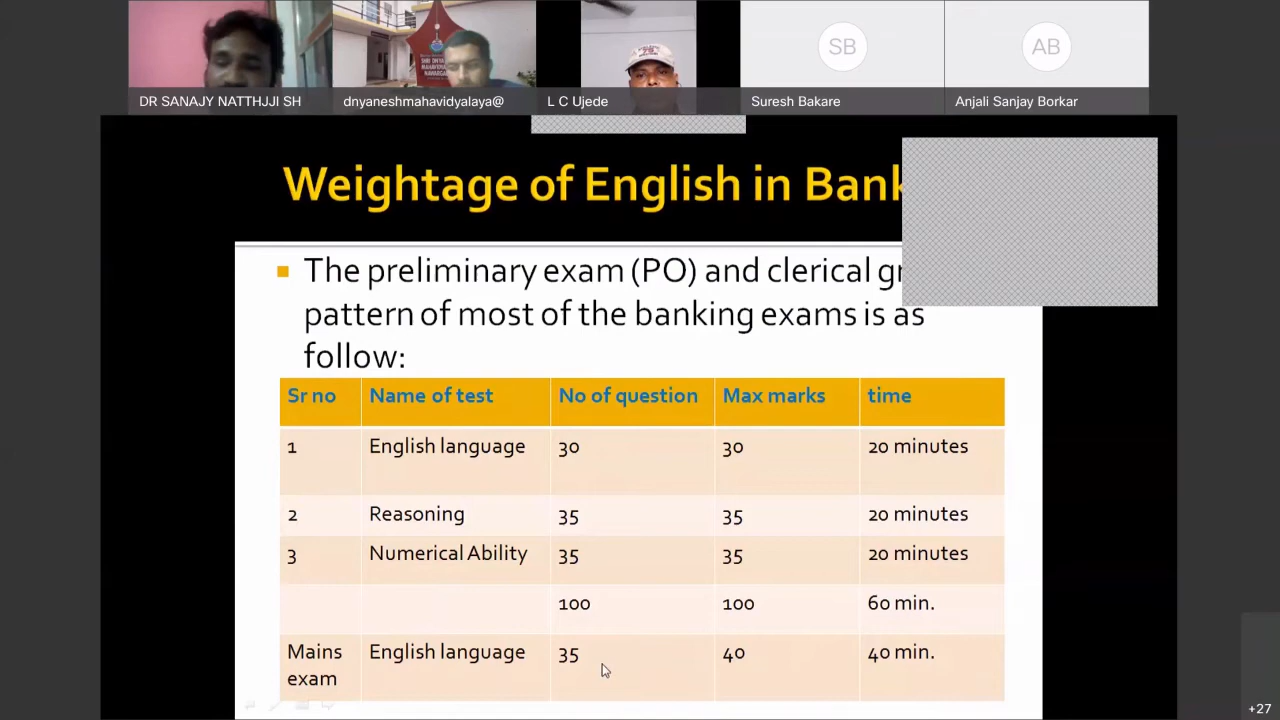 SB
AB
DR SANAJY NATTHJJI SH
dnyaneshmahavidyalaya@
L C Ujede
Suresh Bakare
Anjali Sanjay Borkar
Weightage of English in Bank
The preliminary exam (PO) and clerical gr
pattern of most of the banking exams is as
follow:
Sr no Name of test No of question Max marks time
1 English language 30 30 20 minutes
2 Reasoning 35 35 20 minutes
3 Numerical Ability 35 35 20 minutes
100 100 60 min.
Mains English language 35 40 40 min.
exam
+27